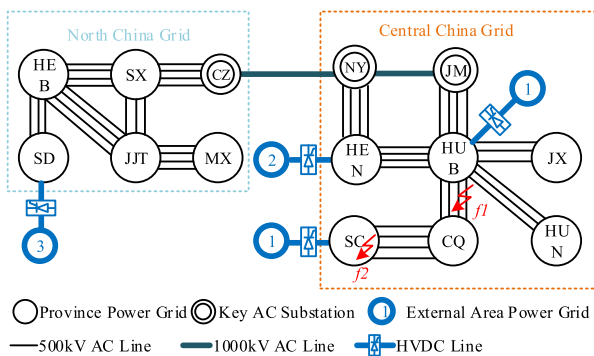 North China Grid
Central China Grid
HE
B
SX
CZ
NY
JM
1
SD
JJT
MX
2
HE
N
HU
B
JX
3
1
SC
CQ
HU
N
f1
f2
Province Power Grid
Key AC Substation
1
External Area Power Grid
500kV AC Line
1000kV AC Line
HVDC Line